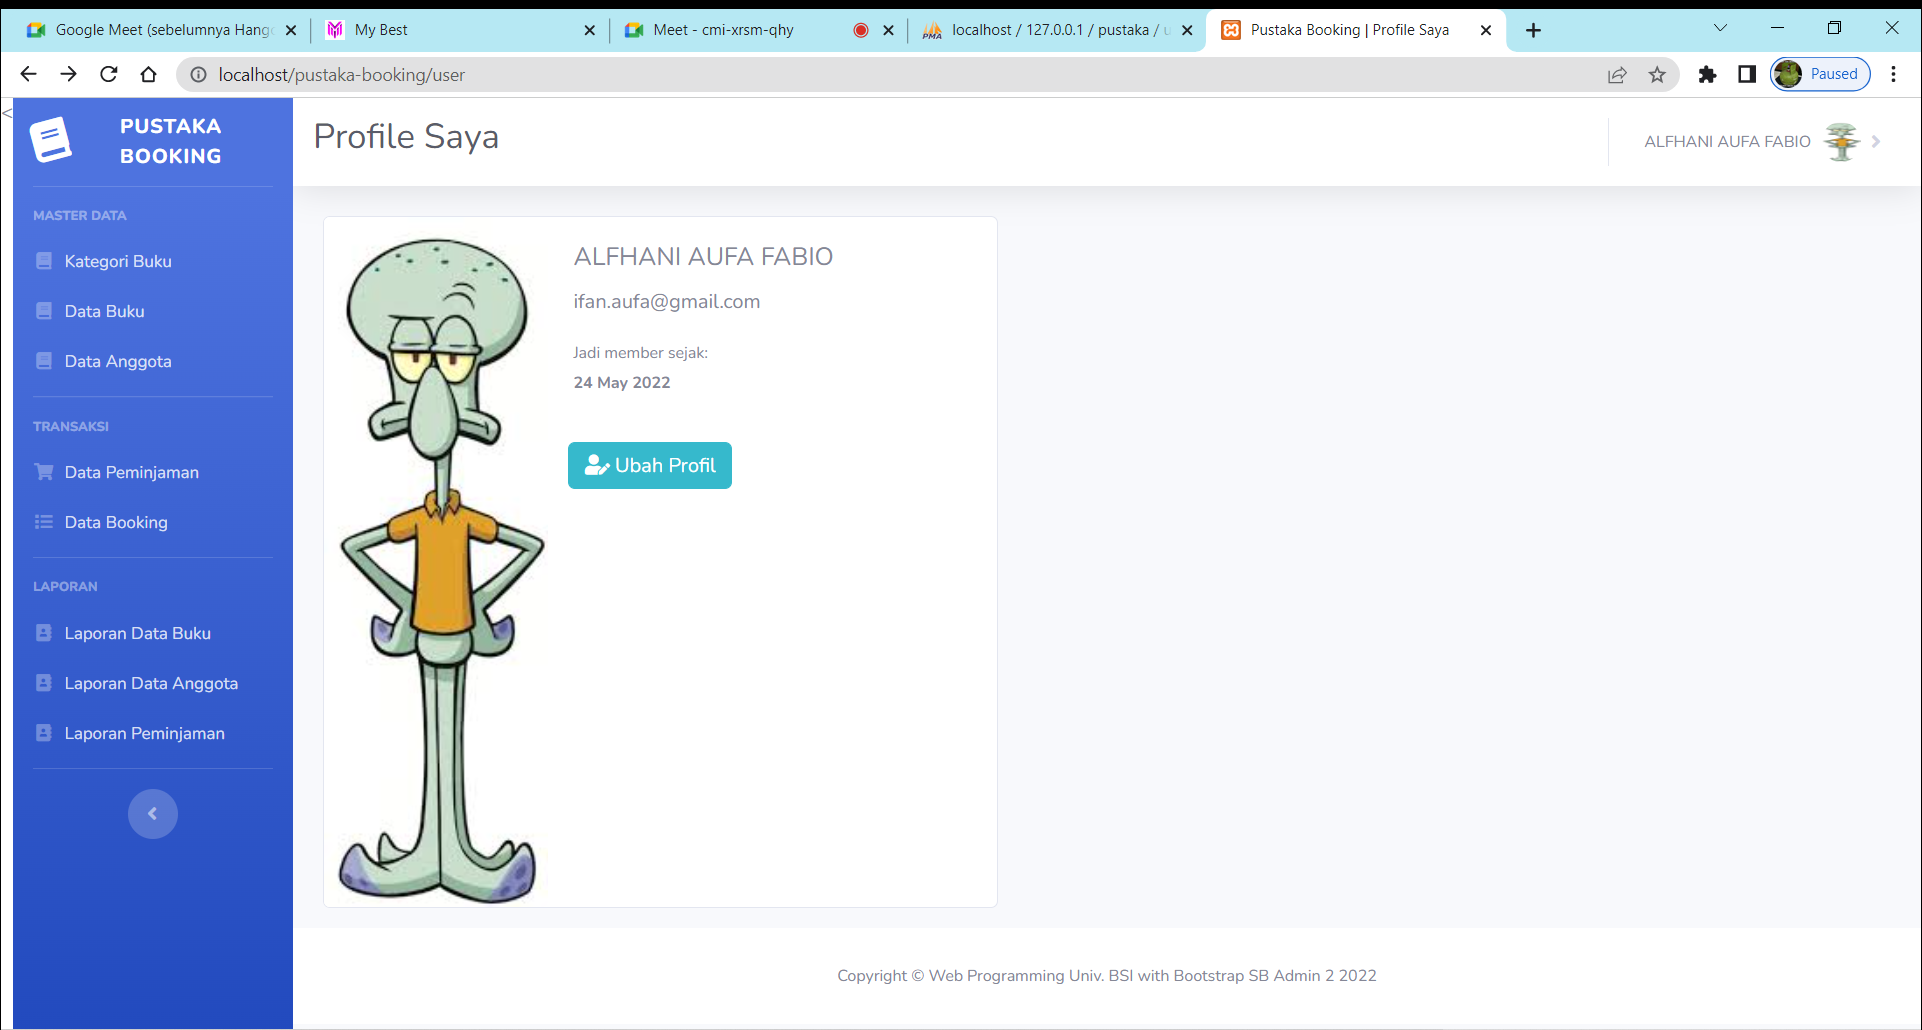 Google Meet (sebelumnya Hango
My Best
Meet - cmi-xrsm-qhy
PMA
localhost / 127.0.0.1 / pustaka / u
Pustaka Booking | Profile Saya
localhost/pustaka-booking/user
Paused
<
PUSTAKA
BOOKING
Profile Saya
ALFHANI AUFA FABIO
MASTER DATA
Kategori Buku
Data Buku
Data Anggota
TRANSAKSI
Data Peminjaman
Data Booking
LAPORAN
Laporan Data Buku
Laporan Data Anggota
Laporan Peminjaman
ALFHANI AUFA FABIO
ifan.aufa@gmail.com
Jadi member sejak:
24 May 2022
Ubah Profil
Copyright © Web Programming Univ. BSI with Bootstrap SB Admin 2 2022